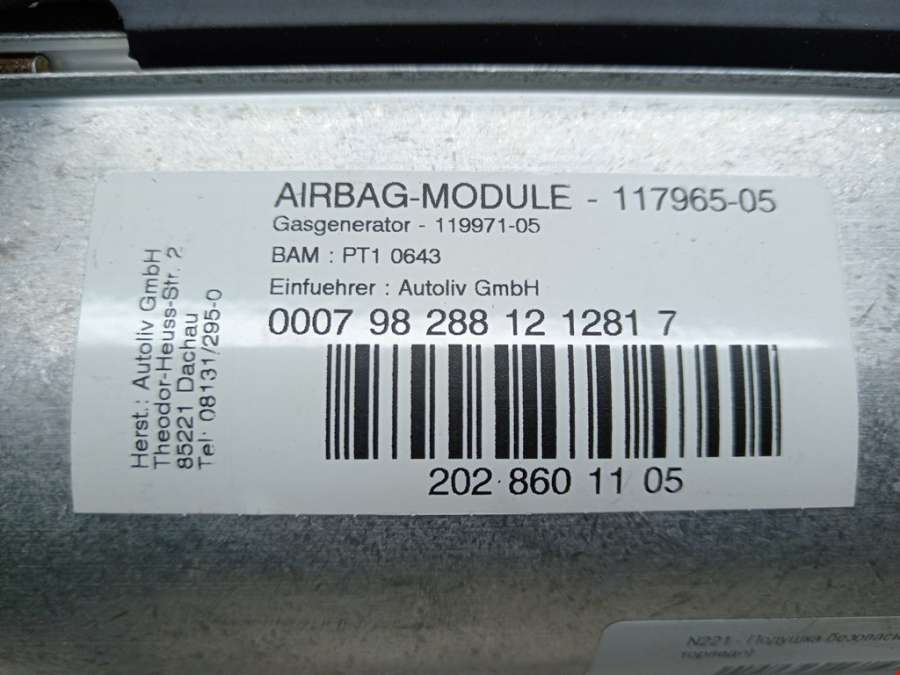 AIRBAG-MODULE - 117965-05
Gasgenerator - 119971-05
BAM : PT1 0643
Einfuehrer : Autoliv GmbH
0007 98 288 12 1281 7
202 860 11 05
Herst.: Autoliv GmbH
Theodor-Heuss-Str. 2
85221 Dachau
Tel: 08131/295-0
N221 - Подушка